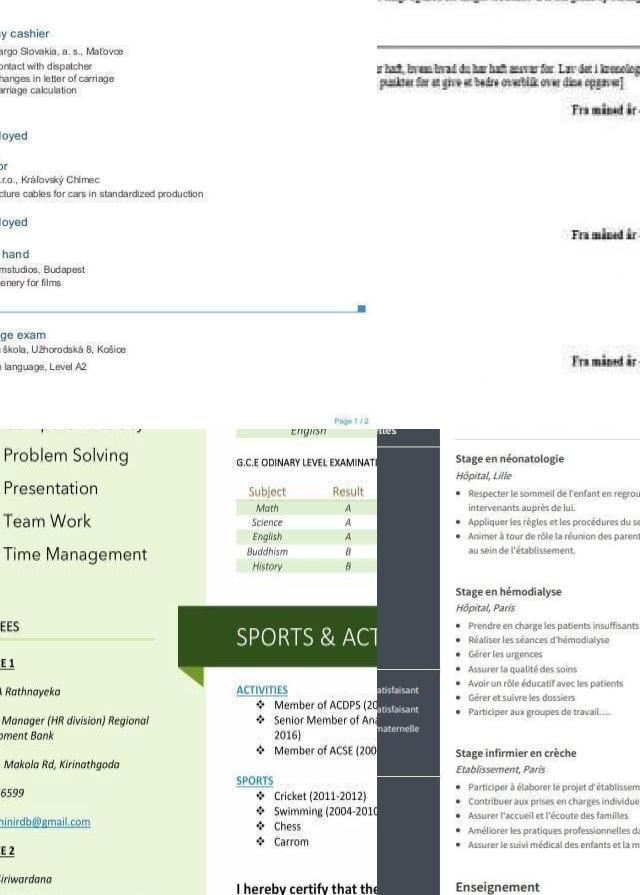 y cashier
argo Slovakia, a. s., Maťovce
ontact with dispatcher
hanges in letter of carriage
arriage calculation
loyed
or
.r.o., Kráľovský Chlmec
cture cables for cars in standardized production
loyed
hand
mstudios, Budapest
enery for films
ge exam
škola, Užhorodská 8, Košice
language, Level A2
Page 1 / 2
r haft, hvem hvad du har haft ansvar for. Lav det i kronolog
punkter for at give et bedre overblik over dine opgaver]
Fra måned år
Fra måned år
Fra måned år
Problem Solving
Presentation
Team Work
Time Management
EES
E 1
Rathnayeka
Manager (HR division) Regional
pment Bank
Makola Rd, Kirinathgoda
6599
hinirdb@gmail.com
E 2
iriwardana
English
G.C.E ODINARY LEVEL EXAMINATI
Subject Result
Math A
Science A
English A
Buddhism B
History B
SPORTS & ACT
ACTIVITIES
❖ Member of ACDPS (20
❖ Senior Member of Ana
2016)
❖ Member of ACSE (200
SPORTS
❖ Cricket (2011-2012)
❖ Swimming (2004-2010
❖ Chess
❖ Carrom
I hereby certify that the
elles
atisfaisant
atisfaisant
maternelle
Stage en néonatologie
Hôpital, Lille
• Respecter le sommeil de l'enfant en regrou
intervenants auprès de lui.
• Appliquer les règles et les procédures du se
• Animer à tour de rôle la réunion des parent
au sein de l'établissement.
Stage en hémodialyse
Hôpital, Paris
• Prendre en charge les patients insuffisants
• Réaliser les séances d'hémodialyse
• Gérer les urgences
• Assurer la qualité des soins
• Avoir un rôle éducatif avec les patients
• Gérer et suivre les dossiers
• Participer aux groupes de travail….
Stage infirmier en crèche
Etablissement, Paris
• Participer à élaborer le projet d'établissem
• Contribuer aux prises en charges individue
• Assurer l'accueil et l'écoute des familles
• Améliorer les pratiques professionnelles da
• Assurer le suivi médical des enfants et la m
Enseignement